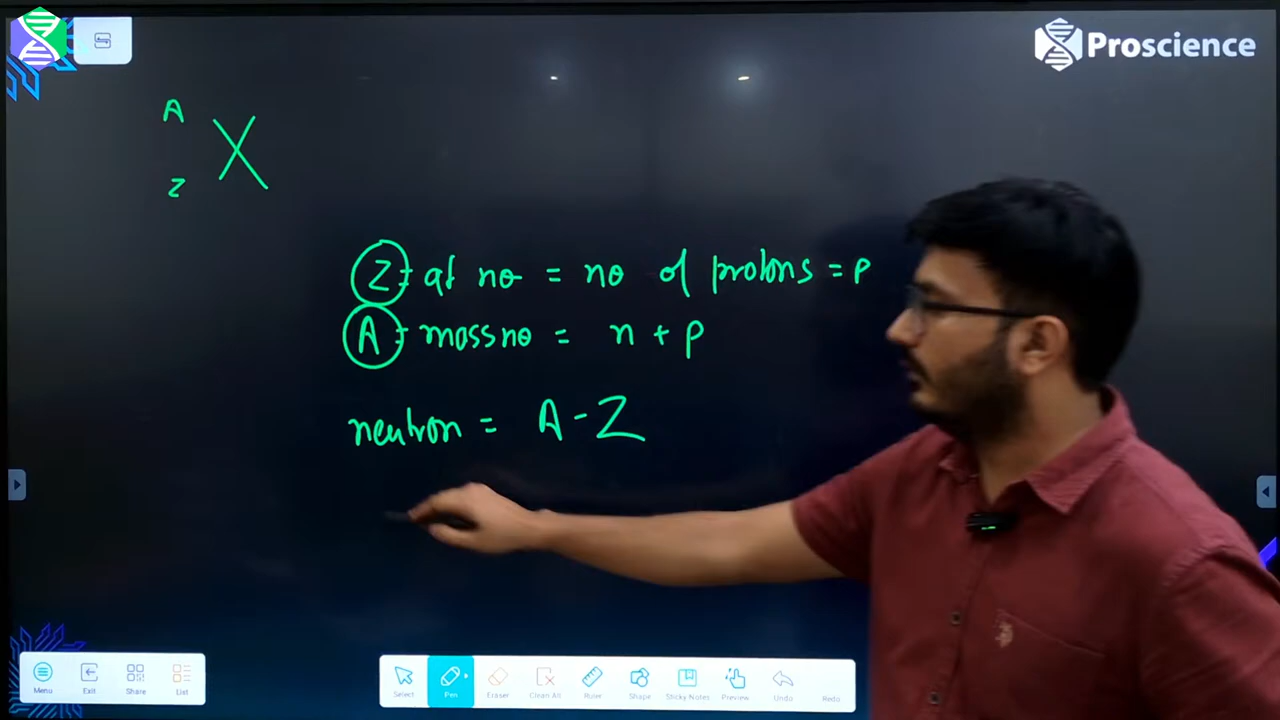 Proscience
A
X
Z
Z - at no = no of protons = P
A - mass no = n + p
neutron = A - Z
Menu Exit Share List
Select Pen Eraser Clean All Ruler Shape Sticky Notes Preview Undo Redo